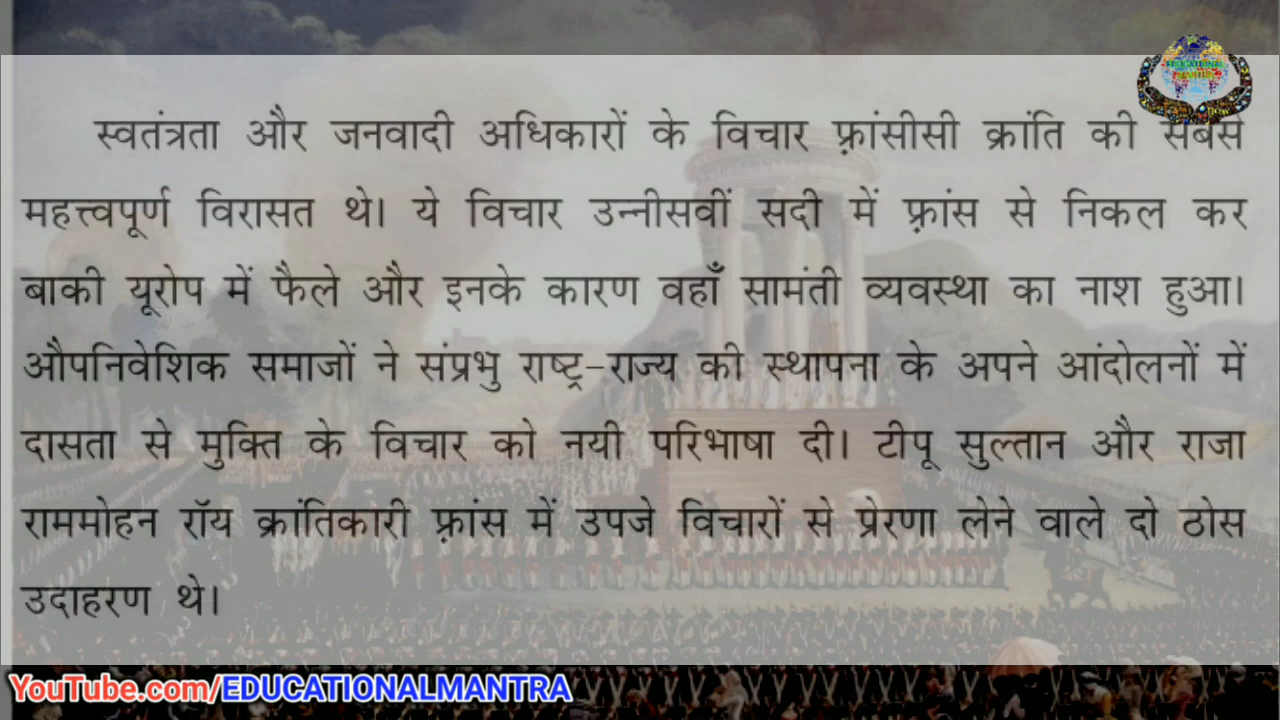 स्वतंत्रता और जनवादी अधिकारों के विचार फ़्रांसीसी क्रांति की सबसे
महत्त्वपूर्ण विरासत थे। ये विचार उन्नीसवीं सदी में फ़्रांस से निकल कर
बाकी यूरोप में फैले और इनके कारण वहाँ सामंती व्यवस्था का नाश हुआ।
औपनिवेशिक समाजों ने संप्रभु राष्ट्र-राज्य की स्थापना के अपने आंदोलनों में
दासता से मुक्ति के विचार को नयी परिभाषा दी। टीपू सुल्तान और राजा
राममोहन रॉय क्रांतिकारी फ़्रांस में उपजे विचारों से प्रेरणा लेने वाले दो ठोस
उदाहरण थे।
YouTube.com/EDUCATIONALMANTRA